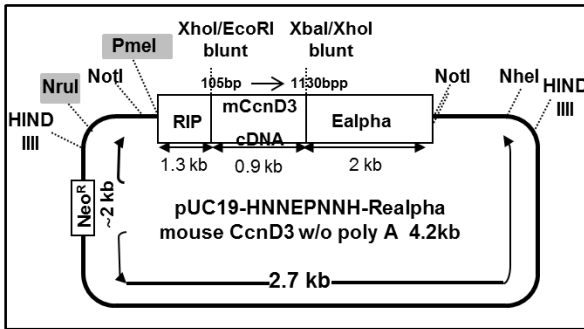 XhoI/EcoRI
blunt
XbaI/XhoI
blunt
PmeI
NruI
NotI
HIND
IIII
105bp
1130bpp
NotI
NheI
HIND
IIII
RIP
mCcnD3
cDNA
Ealpha
1.3 kb
0.9 kb
2 kb
Neo^R
~2 kb
pUC19-HNNEPNNH-Realpha
mouse CcnD3 w/o poly A 4.2kb
2.7 kb